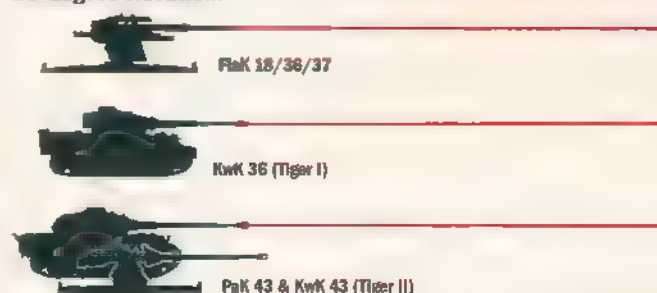 FlaK 18/36/37
KwK 36 (Tiger I)
PaK 43 & KwK 43 (Tiger II)